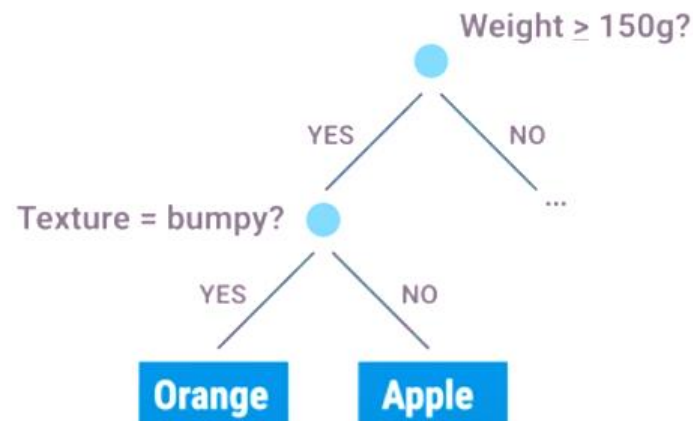 Weight ≥ 150g?
YES
NO
...
Texture = bumpy?
YES
NO
Orange
Apple